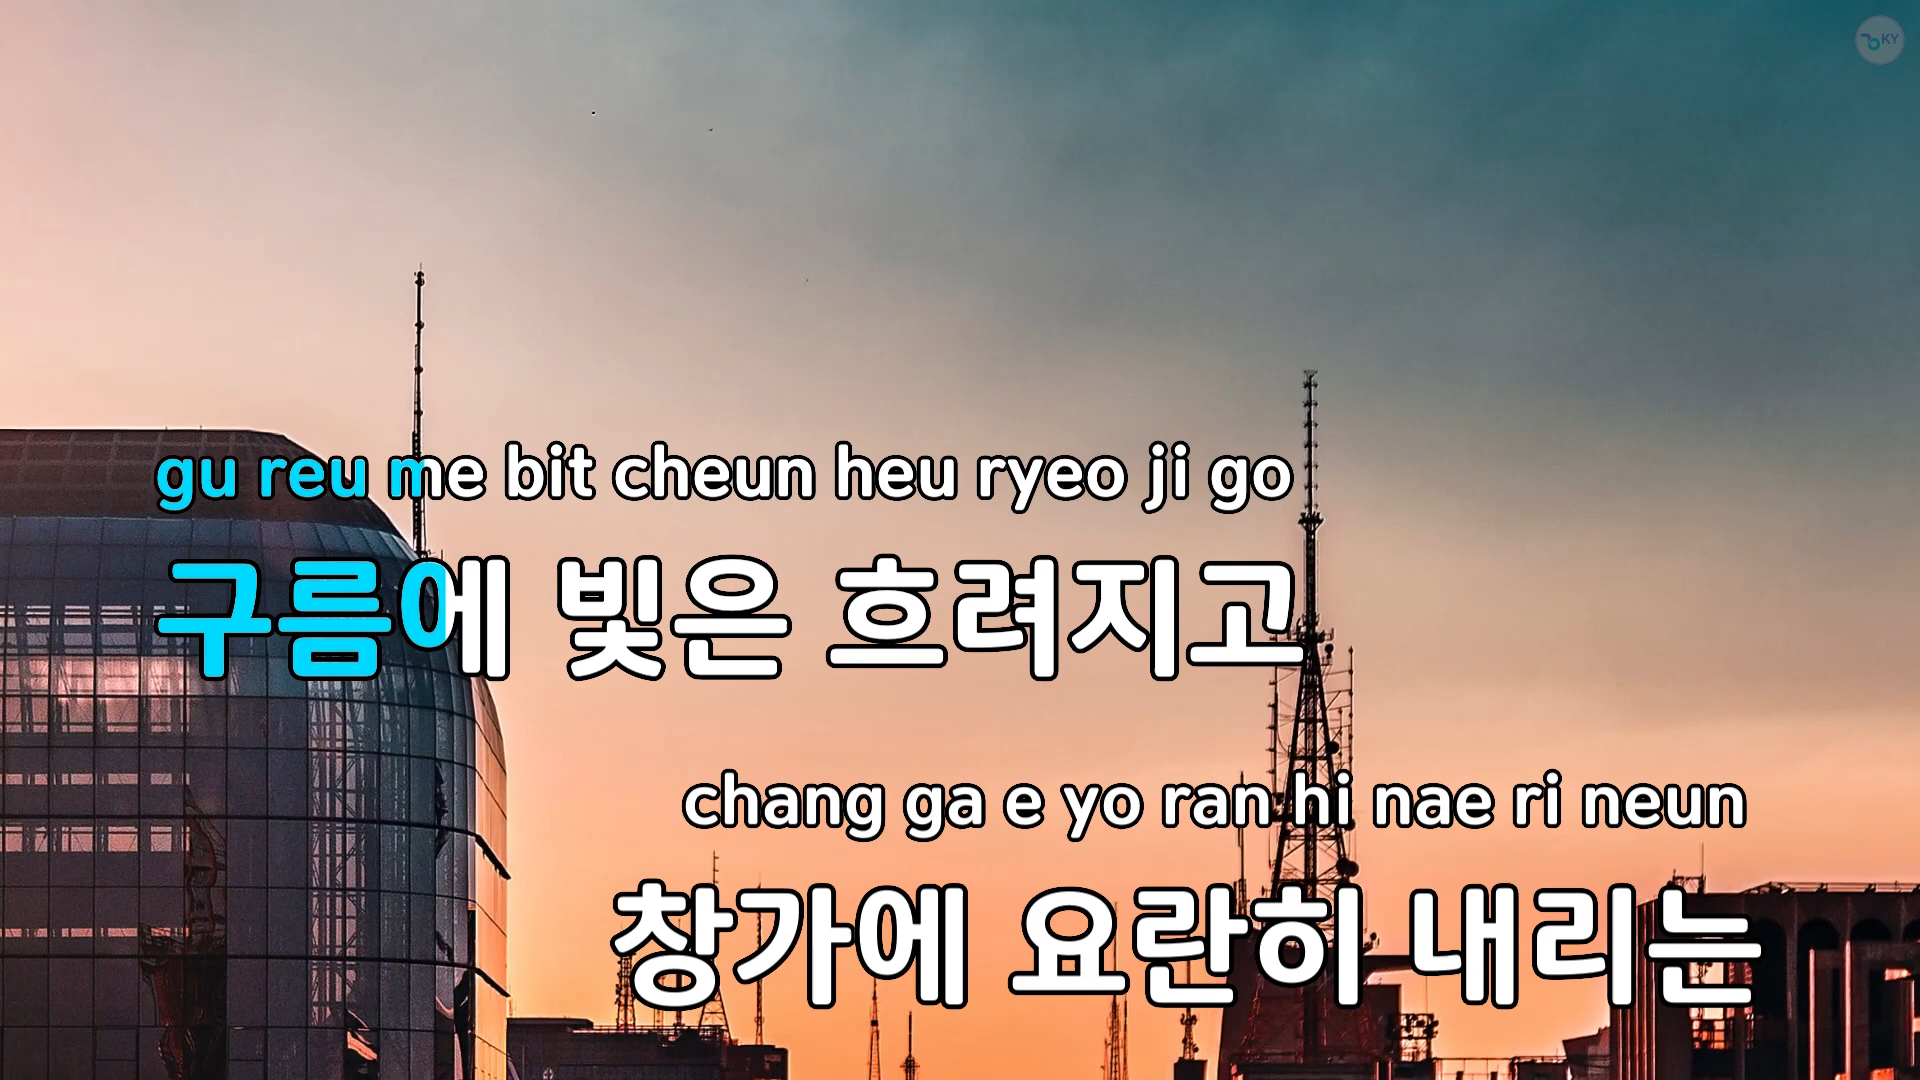 KY
gu reu me bit cheun heu ryeo ji go
구름에 빛은 흐려지고
chang ga e yo ran hi nae ri neun
창가에 요란히 내리는